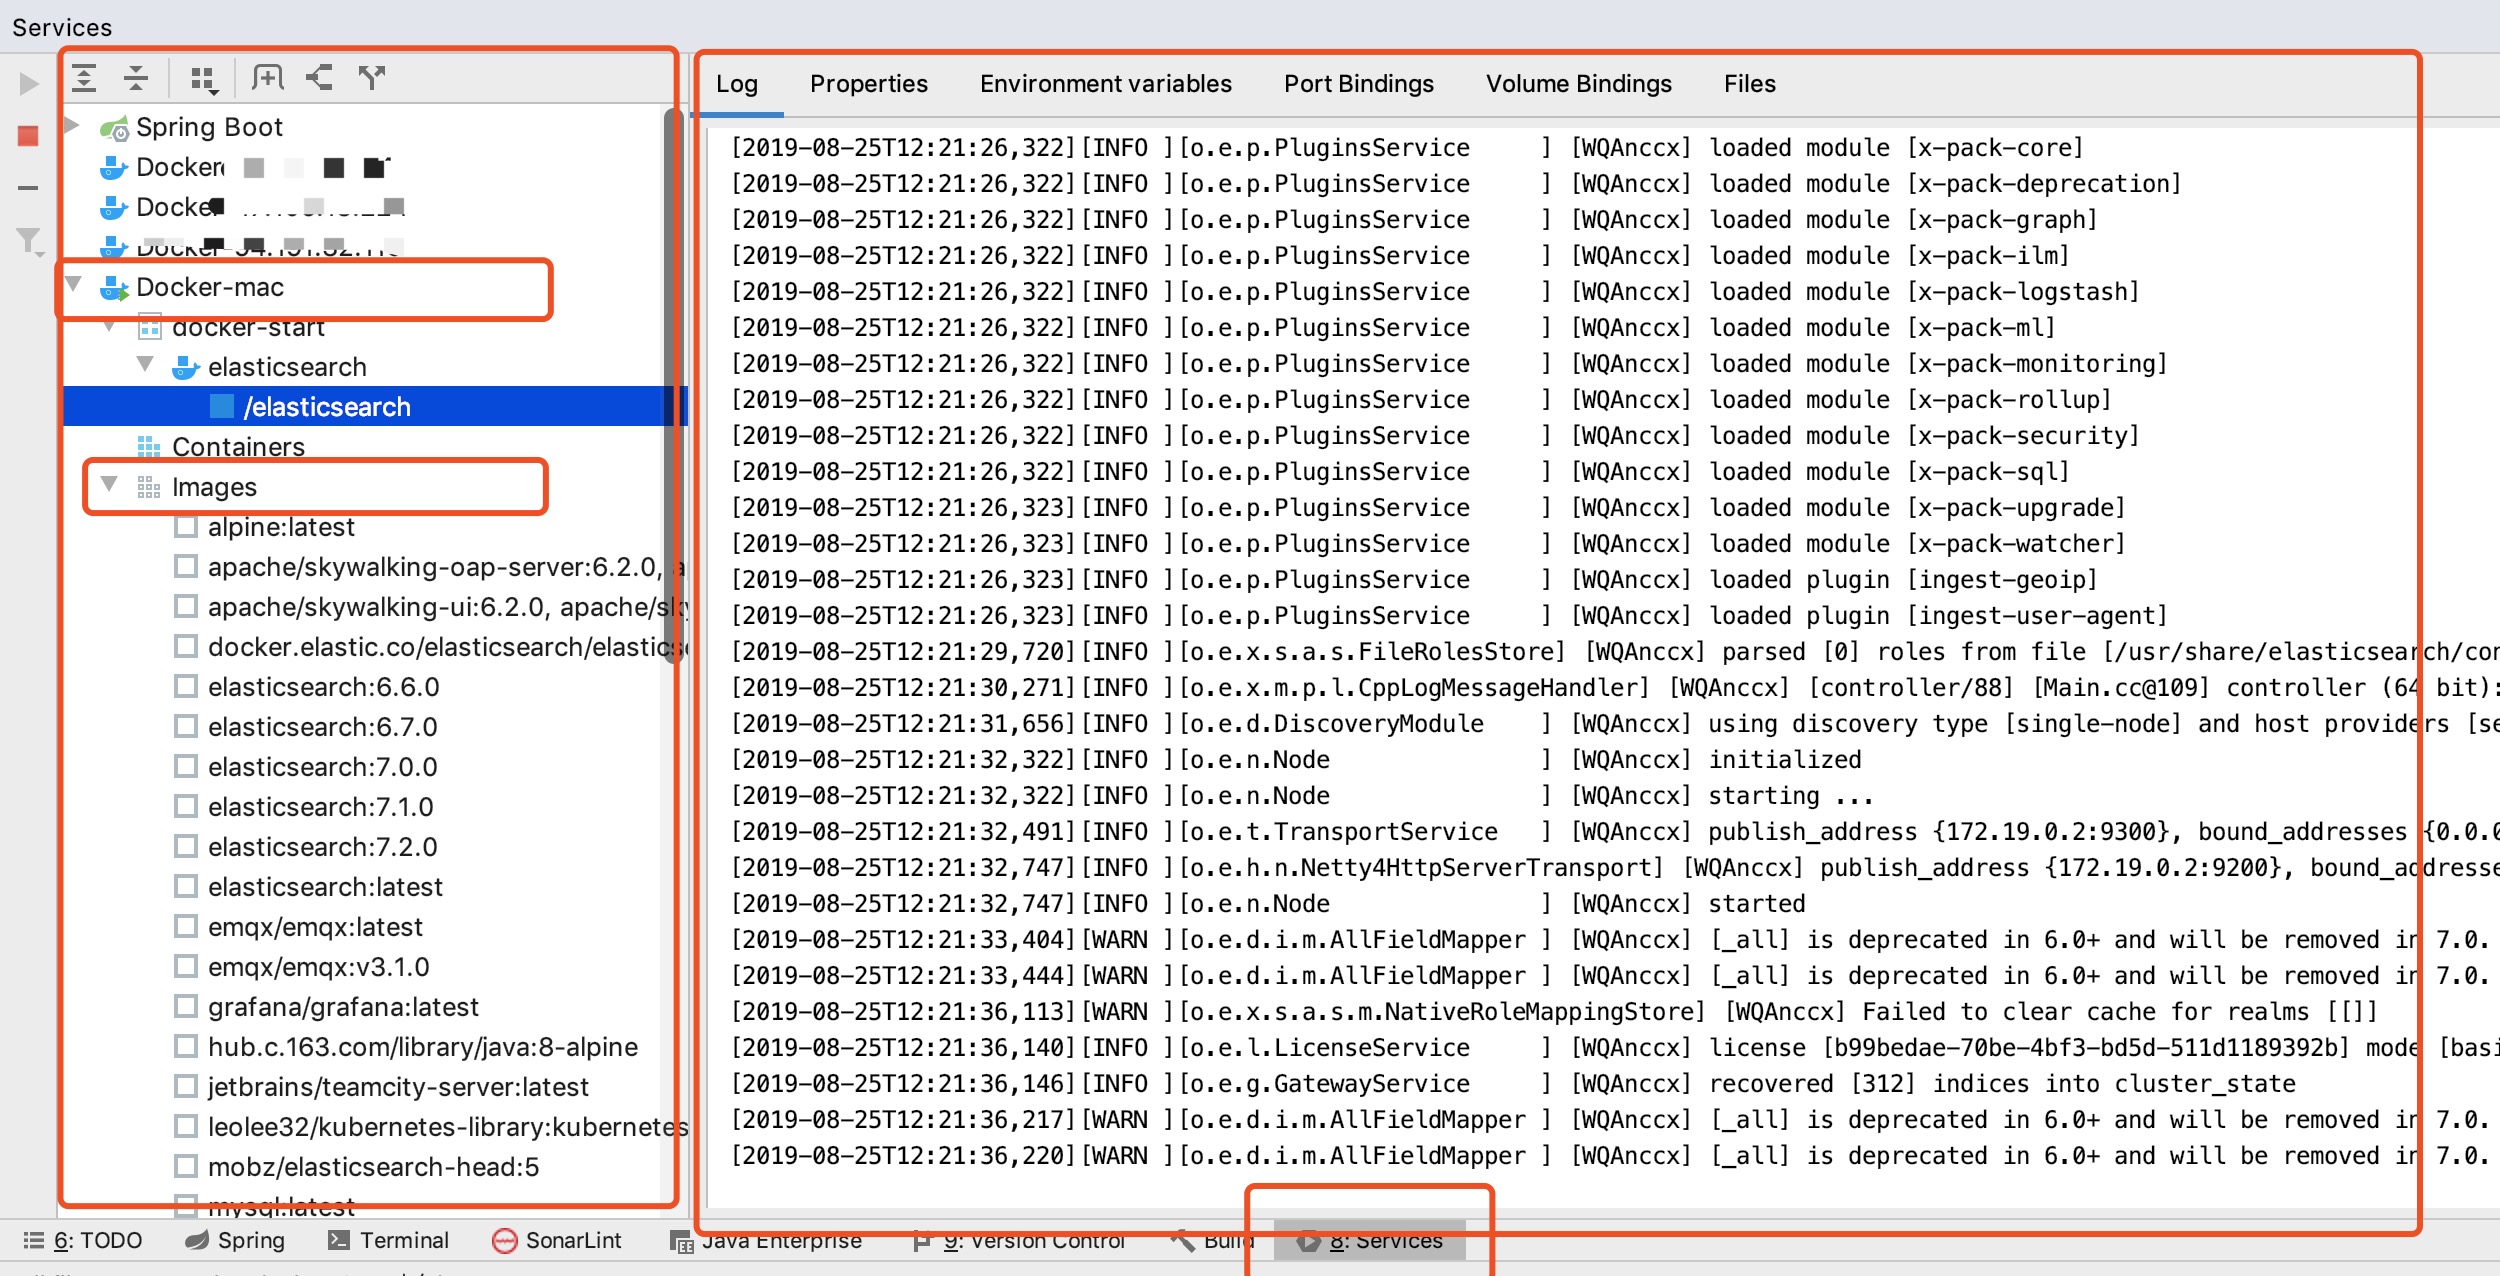 Services
Log Properties Environment variables Port Bindings Volume Bindings Files
Spring Boot
Docker
Docker-mac
docker-start
elasticsearch
/elasticsearch
Containers
Images
alpine:latest
apache/skywalking-oap-server:6.2.0,
apache/skywalking-ui:6.2.0, apache/sky
docker.elastic.co/elasticsearch/elastics
elasticsearch:6.6.0
elasticsearch:6.7.0
elasticsearch:7.0.0
elasticsearch:7.1.0
elasticsearch:7.2.0
elasticsearch:latest
emqx/emqx:latest
emqx/emqx:v3.1.0
grafana/grafana:latest
hub.c.163.com/library/java:8-alpine
jetbrains/teamcity-server:latest
leolee32/kubernetes-library:kubernetes
mobz/elasticsearch-head:5
mysql:latest
[2019-08-25T12:21:26,322][INFO ][o.e.p.PluginsService     ] [WQAnccx] loaded module [x-pack-core]
[2019-08-25T12:21:26,322][INFO ][o.e.p.PluginsService     ] [WQAnccx] loaded module [x-pack-deprecation]
[2019-08-25T12:21:26,322][INFO ][o.e.p.PluginsService     ] [WQAnccx] loaded module [x-pack-graph]
[2019-08-25T12:21:26,322][INFO ][o.e.p.PluginsService     ] [WQAnccx] loaded module [x-pack-ilm]
[2019-08-25T12:21:26,322][INFO ][o.e.p.PluginsService     ] [WQAnccx] loaded module [x-pack-logstash]
[2019-08-25T12:21:26,322][INFO ][o.e.p.PluginsService     ] [WQAnccx] loaded module [x-pack-ml]
[2019-08-25T12:21:26,322][INFO ][o.e.p.PluginsService     ] [WQAnccx] loaded module [x-pack-monitoring]
[2019-08-25T12:21:26,322][INFO ][o.e.p.PluginsService     ] [WQAnccx] loaded module [x-pack-rollup]
[2019-08-25T12:21:26,322][INFO ][o.e.p.PluginsService     ] [WQAnccx] loaded module [x-pack-security]
[2019-08-25T12:21:26,322][INFO ][o.e.p.PluginsService     ] [WQAnccx] loaded module [x-pack-sql]
[2019-08-25T12:21:26,323][INFO ][o.e.p.PluginsService     ] [WQAnccx] loaded module [x-pack-upgrade]
[2019-08-25T12:21:26,323][INFO ][o.e.p.PluginsService     ] [WQAnccx] loaded module [x-pack-watcher]
[2019-08-25T12:21:26,323][INFO ][o.e.p.PluginsService     ] [WQAnccx] loaded plugin [ingest-geoip]
[2019-08-25T12:21:26,323][INFO ][o.e.p.PluginsService     ] [WQAnccx] loaded plugin [ingest-user-agent]
[2019-08-25T12:21:29,720][INFO ][o.e.x.s.a.s.FileRolesStore] [WQAnccx] parsed [0] roles from file [/usr/share/elasticsearch/con
[2019-08-25T12:21:30,271][INFO ][o.e.x.m.p.l.CppLogMessageHandler] [WQAnccx] [controller/88] [Main.cc@109] controller (64 bit):
[2019-08-25T12:21:31,656][INFO ][o.e.d.DiscoveryModule    ] [WQAnccx] using discovery type [single-node] and host providers [se
[2019-08-25T12:21:32,322][INFO ][o.e.n.Node               ] [WQAnccx] initialized
[2019-08-25T12:21:32,322][INFO ][o.e.n.Node               ] [WQAnccx] starting ...
[2019-08-25T12:21:32,491][INFO ][o.e.t.TransportService   ] [WQAnccx] publish_address {172.19.0.2:9300}, bound_addresses {0.0.0
[2019-08-25T12:21:32,747][INFO ][o.e.h.n.Netty4HttpServerTransport] [WQAnccx] publish_address {172.19.0.2:9200}, bound_addresse
[2019-08-25T12:21:32,747][INFO ][o.e.n.Node               ] [WQAnccx] started
[2019-08-25T12:21:33,404][WARN ][o.e.d.i.m.AllFieldMapper ] [WQAnccx] [_all] is deprecated in 6.0+ and will be removed in 7.0.
[2019-08-25T12:21:33,444][WARN ][o.e.d.i.m.AllFieldMapper ] [WQAnccx] [_all] is deprecated in 6.0+ and will be removed in 7.0.
[2019-08-25T12:21:36,113][WARN ][o.e.x.s.a.s.m.NativeRoleMappingStore] [WQAnccx] Failed to clear cache for realms [[]]
[2019-08-25T12:21:36,140][INFO ][o.e.l.LicenseService     ] [WQAnccx] license [b99bedae-70be-4bf3-bd5d-511d1189392b] mode [basi
[2019-08-25T12:21:36,146][INFO ][o.e.g.GatewayService     ] [WQAnccx] recovered [312] indices into cluster_state
[2019-08-25T12:21:36,217][WARN ][o.e.d.i.m.AllFieldMapper ] [WQAnccx] [_all] is deprecated in 6.0+ and will be removed in 7.0.
[2019-08-25T12:21:36,220][WARN ][o.e.d.i.m.AllFieldMapper ] [WQAnccx] [_all] is deprecated in 6.0+ and will be removed in 7.0.
6: TODO Spring Terminal SonarLint Java Enterprise 9: Version Control Build 8: Services